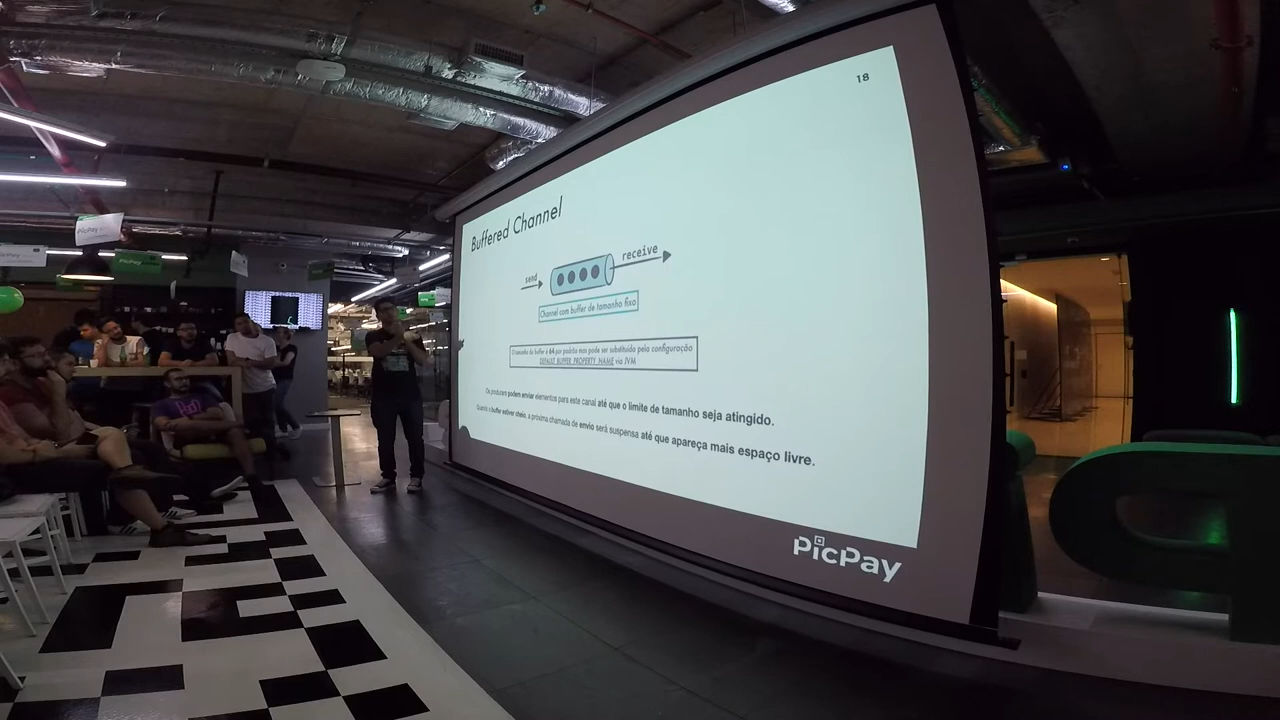 18
Buffered Channel
send
receive
Channel com buffer de tamanho fixo
O tamanho do buffer é 64 por padrão mas pode ser substituído pela configuração
DEFAULT_BUFFER_PROPERTY_NAME via JVM
Os produtores podem enviar elementos para este canal até que o limite de tamanho seja atingido.
Quando o buffer estiver cheio, a próxima chamada de envio será suspensa até que apareça mais espaço livre.
PicPay
PicPay
PicPay
PicPay